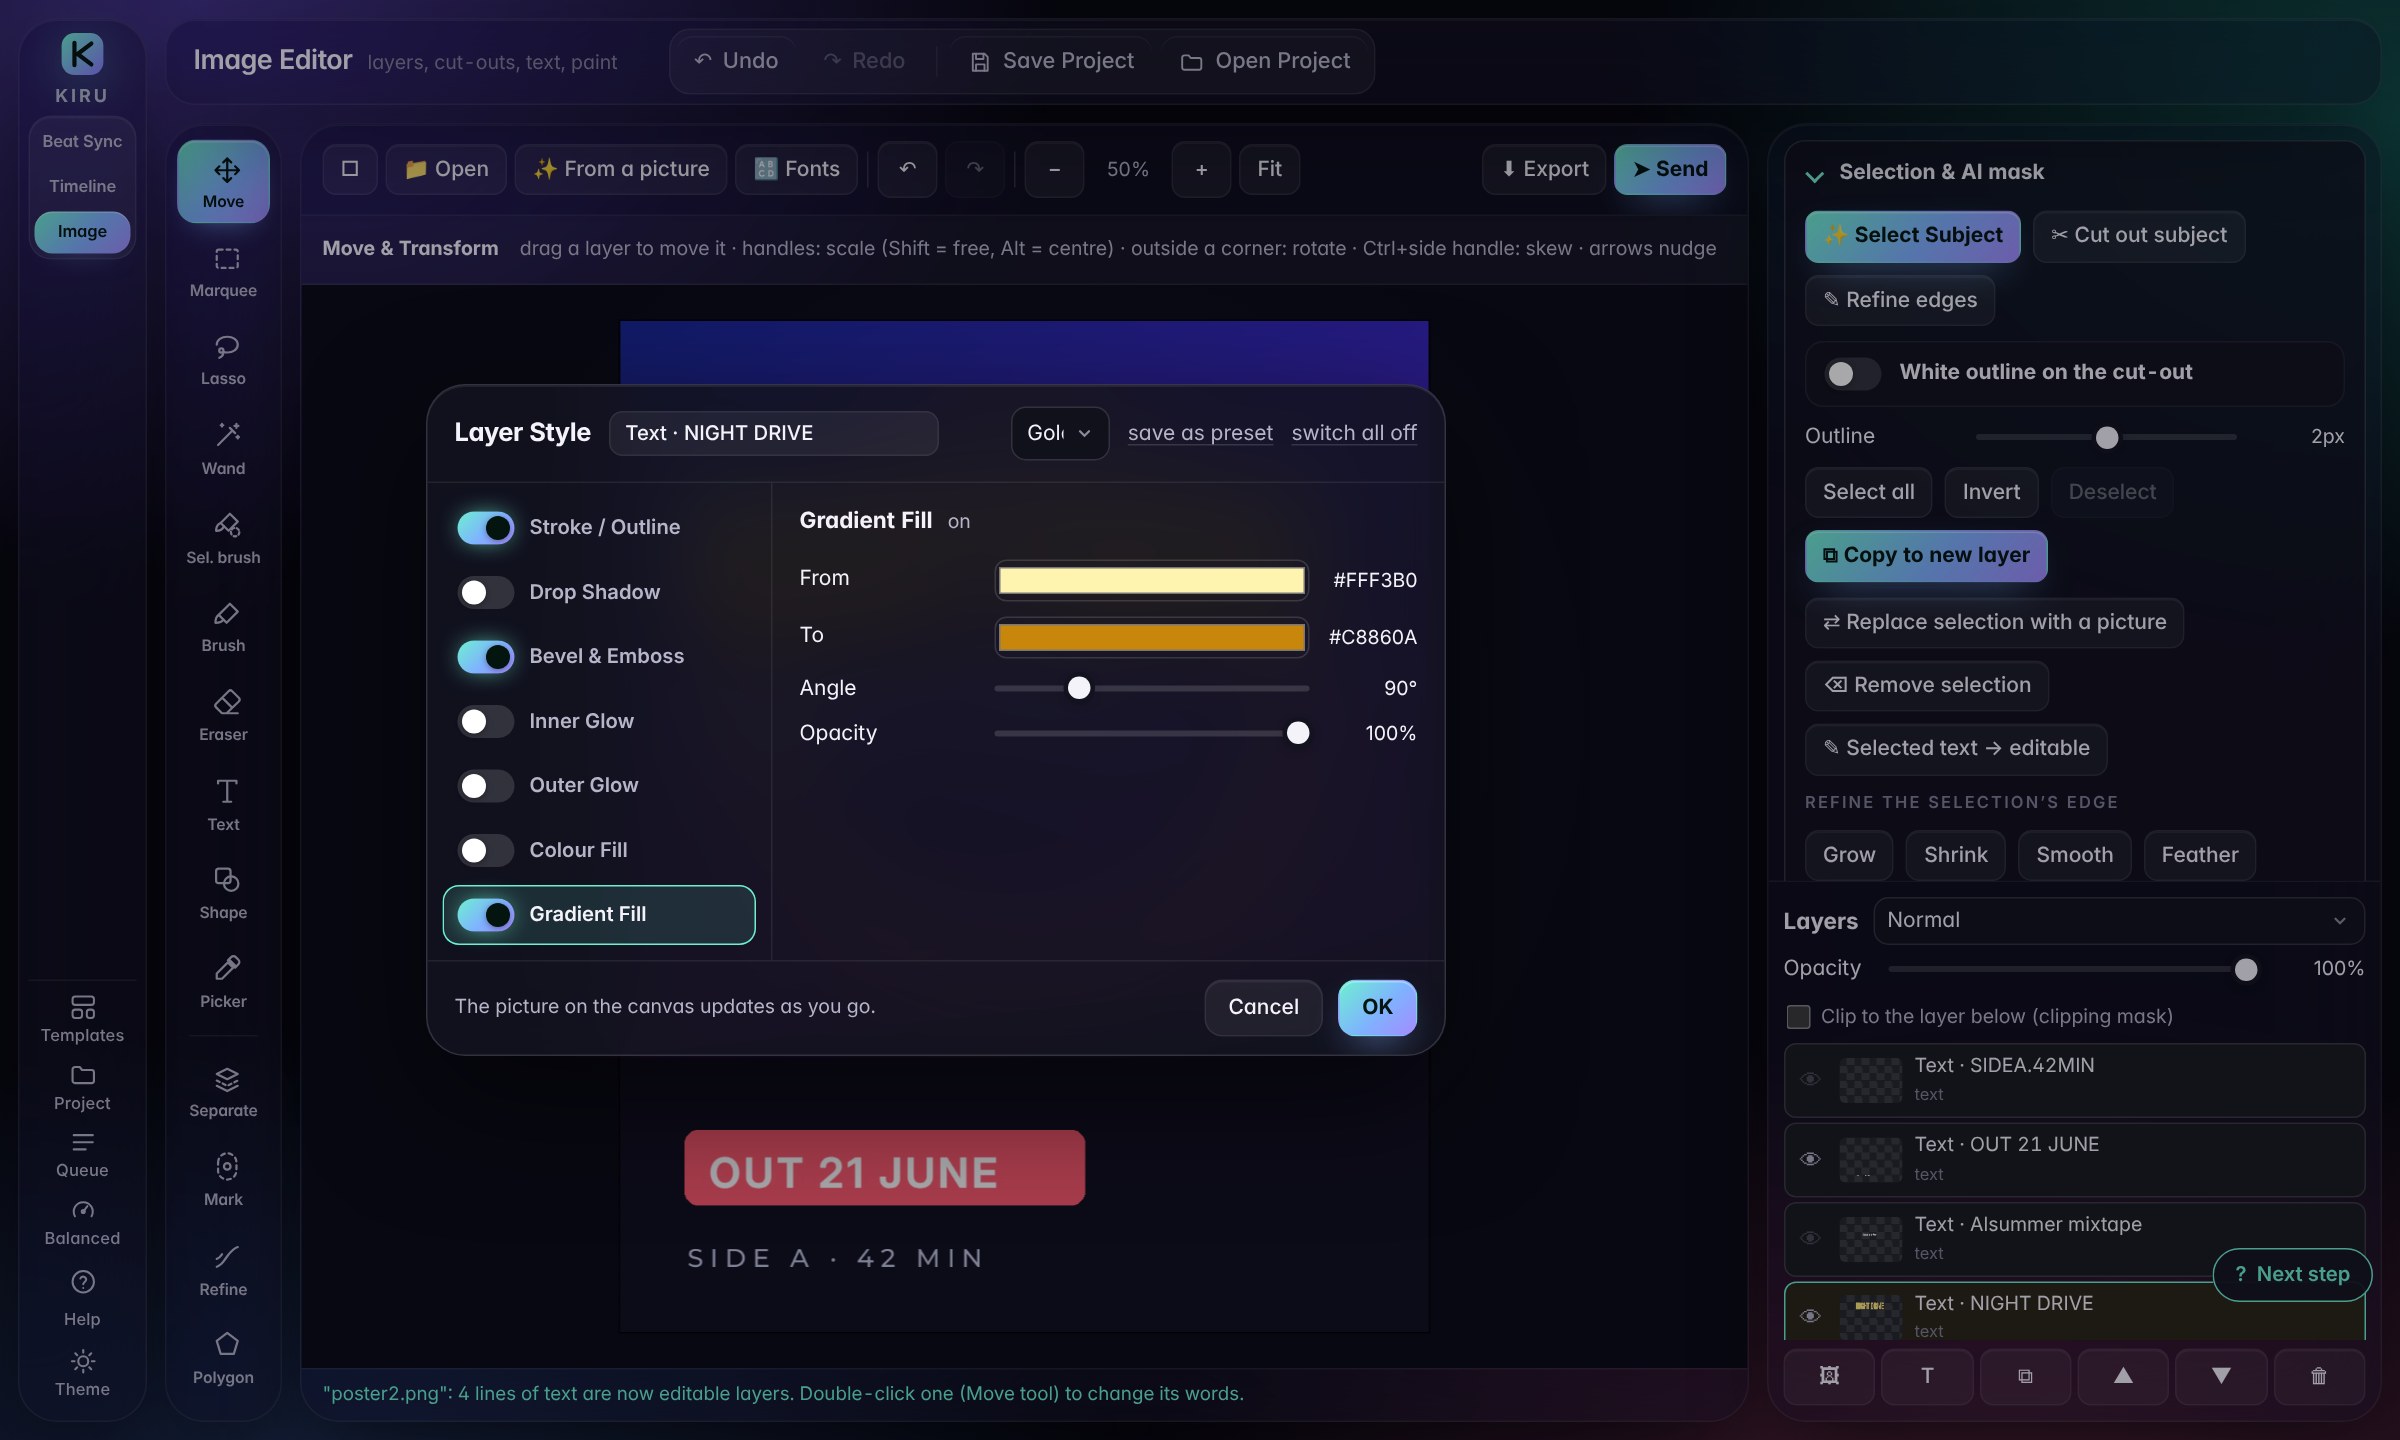 KIRU
Beat Sync
Timeline
Image
Templates
Project
Queue
Balanced
Help
Theme
Image Editor layers, cut-outs, text, paint
Undo Redo Save Project Open Project
Move
Marquee
Lasso
Wand
Sel. brush
Brush
Eraser
Text
Shape
Picker
Separate
Mark
Refine
Polygon
Open From a picture Fonts 50% Fit Export Send
Move & Transform drag a layer to move it · handles: scale (Shift = free, Alt = centre) · outside a corner: rotate · Ctrl+side handle: skew · arrows nudge
Layer Style Text · NIGHT DRIVE save as preset switch all off
Stroke / Outline
Drop Shadow
Bevel & Emboss
Inner Glow
Outer Glow
Colour Fill
Gradient Fill
Gradient Fill on
From #FFF3B0
To #C8860A
Angle 90°
Opacity 100%
The picture on the canvas updates as you go. Cancel OK
OUT 21 JUNE
SIDE A · 42 MIN
"poster2.png": 4 lines of text are now editable layers. Double-click one (Move tool) to change its words.
Selection & AI mask
Select Subject Cut out subject
Refine edges
White outline on the cut-out
Outline 2px
Select all Invert Deselect
Copy to new layer
Replace selection with a picture
Remove selection
Selected text → editable
REFINE THE SELECTION'S EDGE
Grow Shrink Smooth Feather
Layers Normal
Opacity 100%
Clip to the layer below (clipping mask)
Text · SIDEA.42MIN
text
Text · OUT 21 JUNE
text
Text · Alsummer mixtape
text
? Next step
Text · NIGHT DRIVE
text